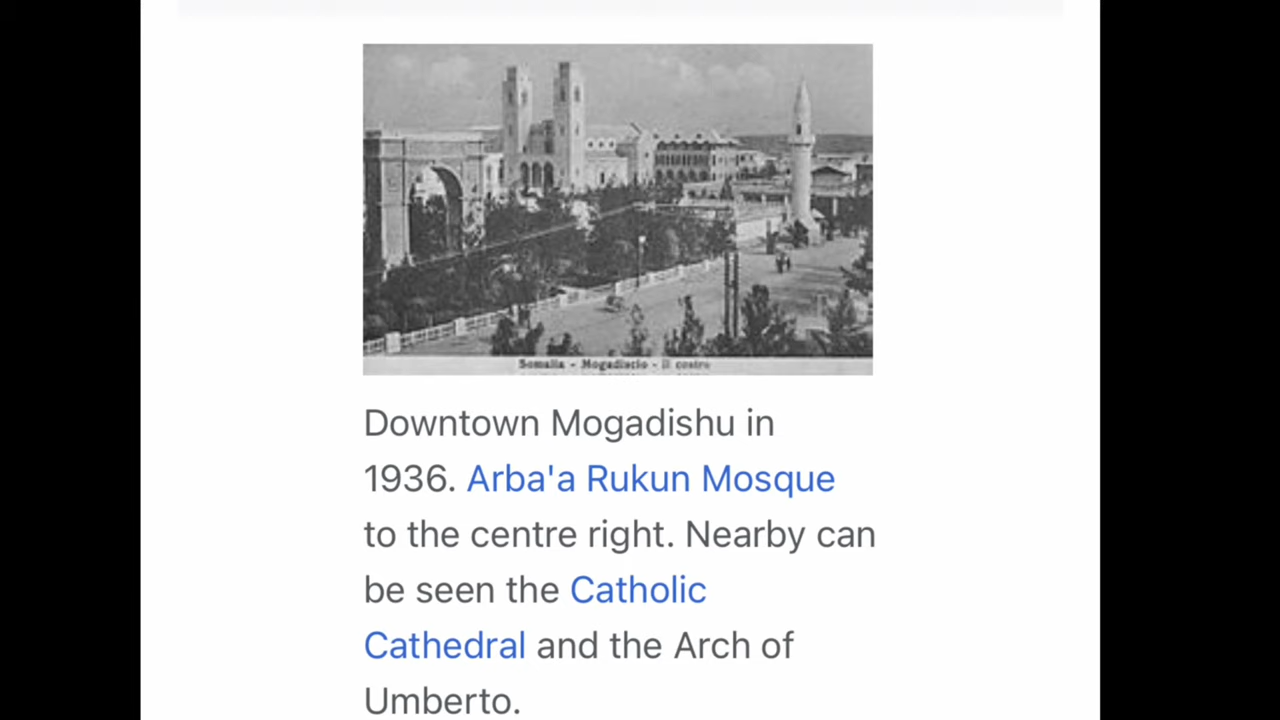 Somalia - Mogadiscio - Il centro
Downtown Mogadishu in
1936. Arba'a Rukun Mosque
to the centre right. Nearby can
be seen the Catholic
Cathedral and the Arch of
Umberto.